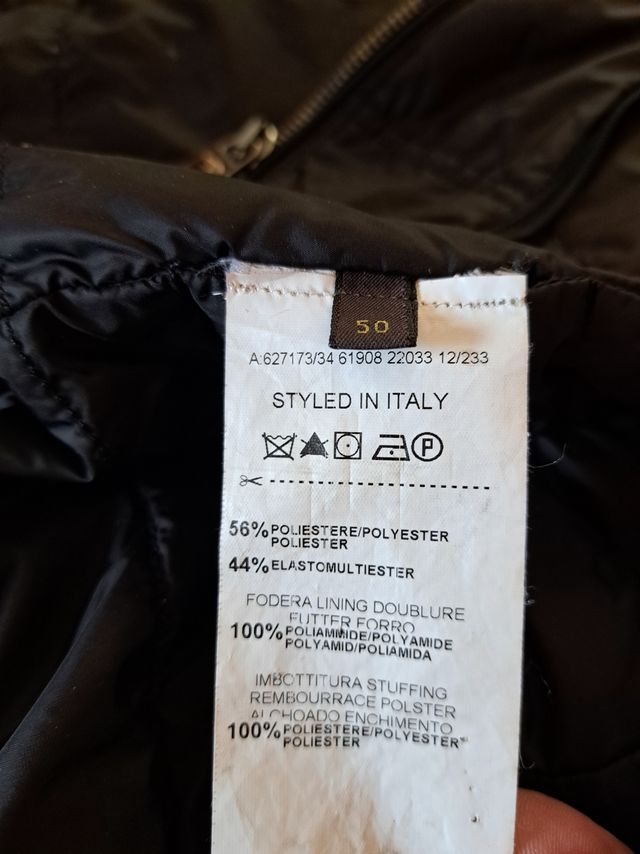 50
A:627173/34 61908 22033 12/233
STYLED IN ITALY
P
56% POLIESTERE/POLYESTER
POLIESTER
44% ELASTOMULTIESTER
FODERA LINING DOUBLURE
FUTTER FORRO
100% POLIAMMIDE/POLYAMIDE
POLYAMID/POLIAMIDA
IMBOTTITURA STUFFING
REMBOURRACE POLSTER
ALCHOADO ENCHIMENTO
100% POLIESTERE/POLYESTER
POLIESTER